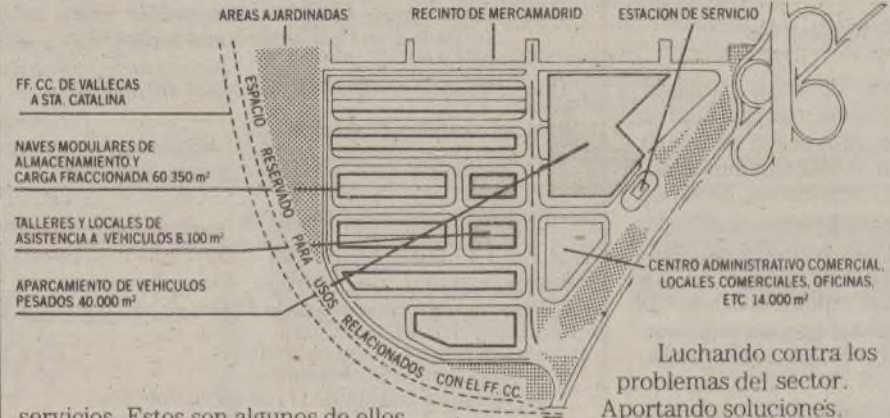 AREAS AJARDINADAS
RECINTO DE MERCAMADRID
ESTACION DE SERVICIO
FF. CC. DE VALLECAS
A STA. CATALINA
NAVES MODULARES DE
ALMACENAMIENTO Y
CARGA FRACCIONADA 60.350 m²
TALLERES Y LOCALES DE
ASISTENCIA A VEHICULOS 8.100 m²
APARCAMIENTO DE VEHICULOS
PESADOS 40.000 m²
ESPACIO RESERVADO PARA USOS RELACIONADOS CON EL FF. CC.
CENTRO ADMINISTRATIVO COMERCIAL,
LOCALES COMERCIALES, OFICINAS,
ETC. 14.000 m²
Luchando contra los
problemas del sector.
Aportando soluciones
servicios. Estos son algunos de ellos